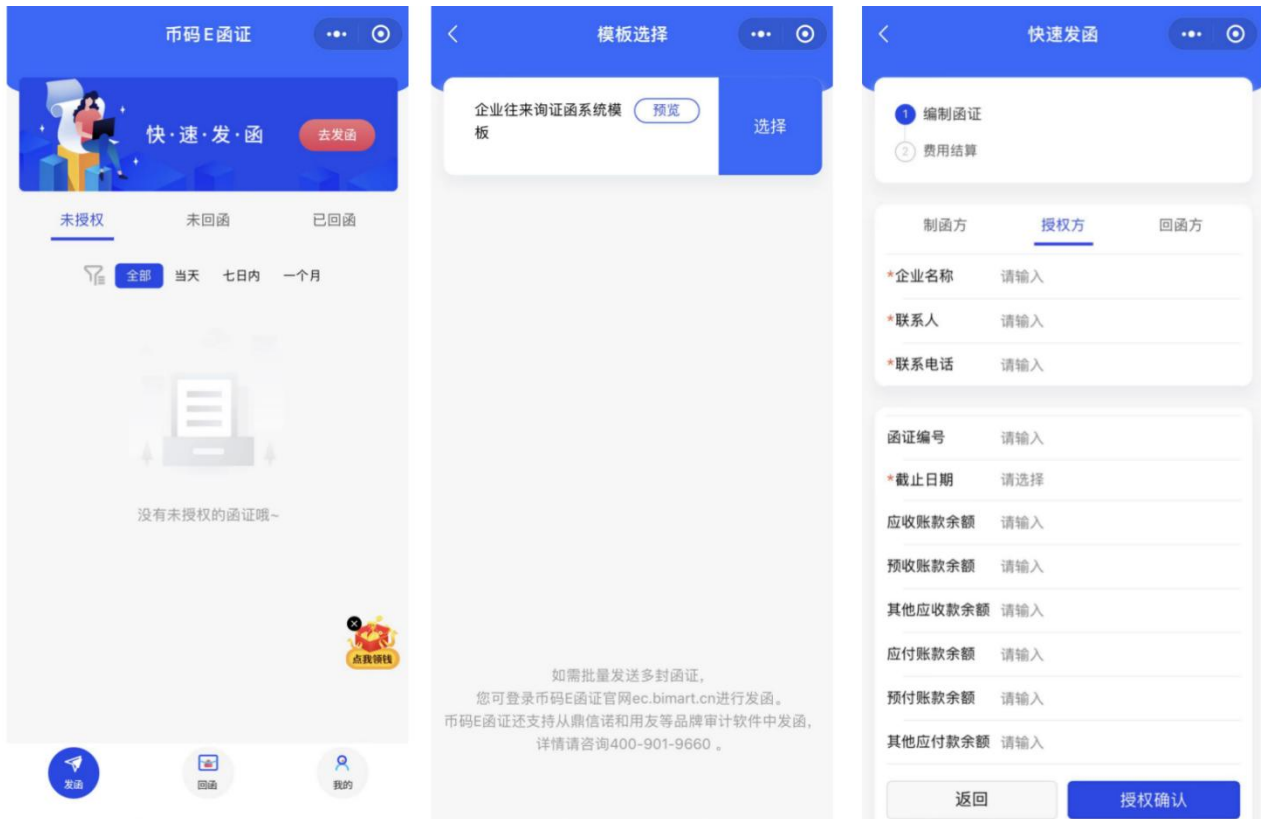 币码E函证
快·速·发·函
去发函
未授权
未回函
已回函
全部
当天
七日内
一个月
没有未授权的函证哦~
点我领钱
发函
回函
我的
模板选择
企业往来询证函系统模
板
预览
选择
如需批量发送多封函证，
您可登录币码E函证官网ec.bimart.cn进行发函。
币码E函证还支持从鼎信诺和用友等品牌审计软件中发函，
详情请咨询400-901-9660 。
快速发函
1 编制函证
2 费用结算
制函方
授权方
回函方
*企业名称 请输入
*联系人 请输入
*联系电话 请输入
函证编号 请输入
*截止日期 请选择
应收账款余额 请输入
预收账款余额 请输入
其他应收款余额 请输入
应付账款余额 请输入
预付账款余额 请输入
其他应付款余额 请输入
返回
授权确认